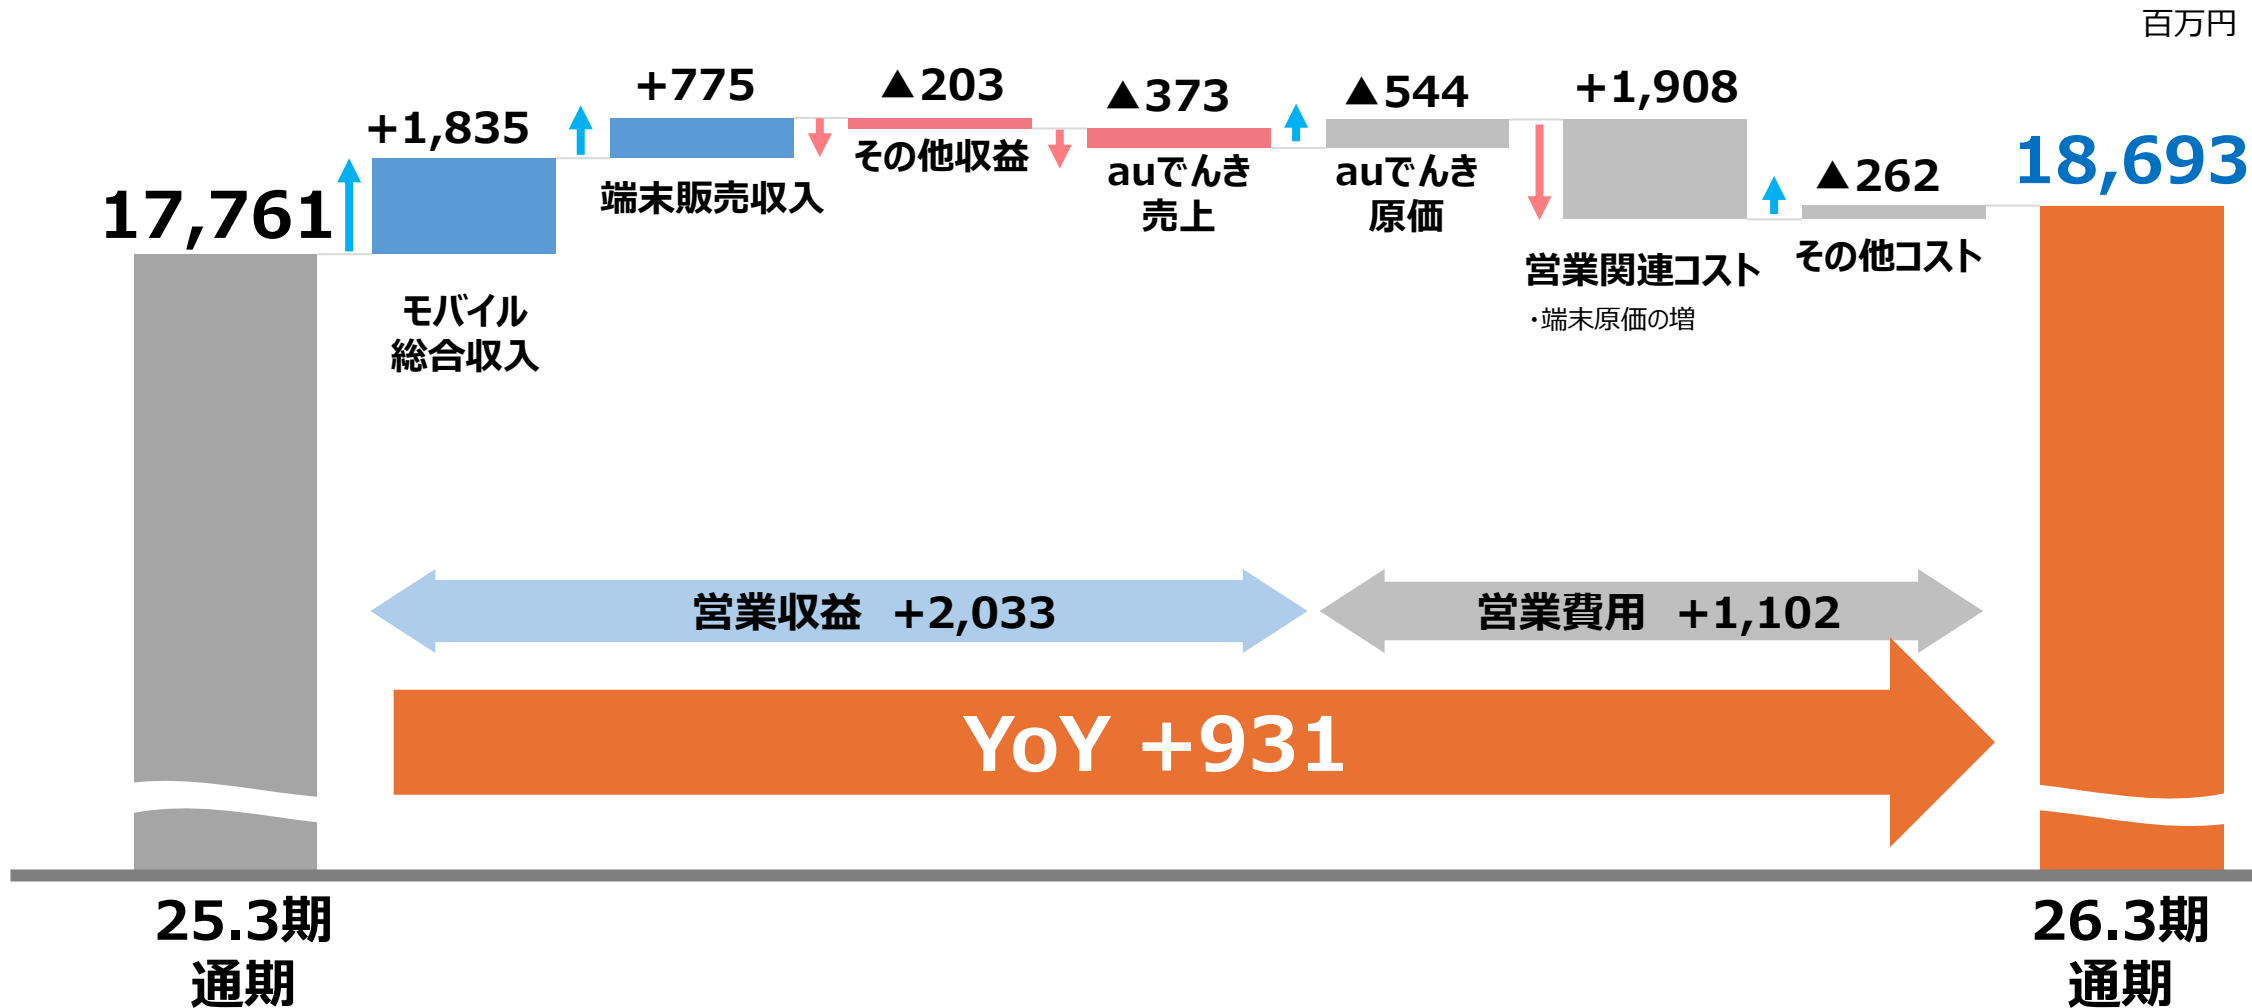 百万円
17,761
+1,835
モバイル
総合収入
+775
端末販売収入
▲203
その他収益
▲373
auでんき
売上
▲544
auでんき
原価
+1,908
営業関連コスト
・端末原価の増
▲262
その他コスト
18,693
営業収益 +2,033
営業費用 +1,102
YoY +931
25.3期
通期
26.3期
通期